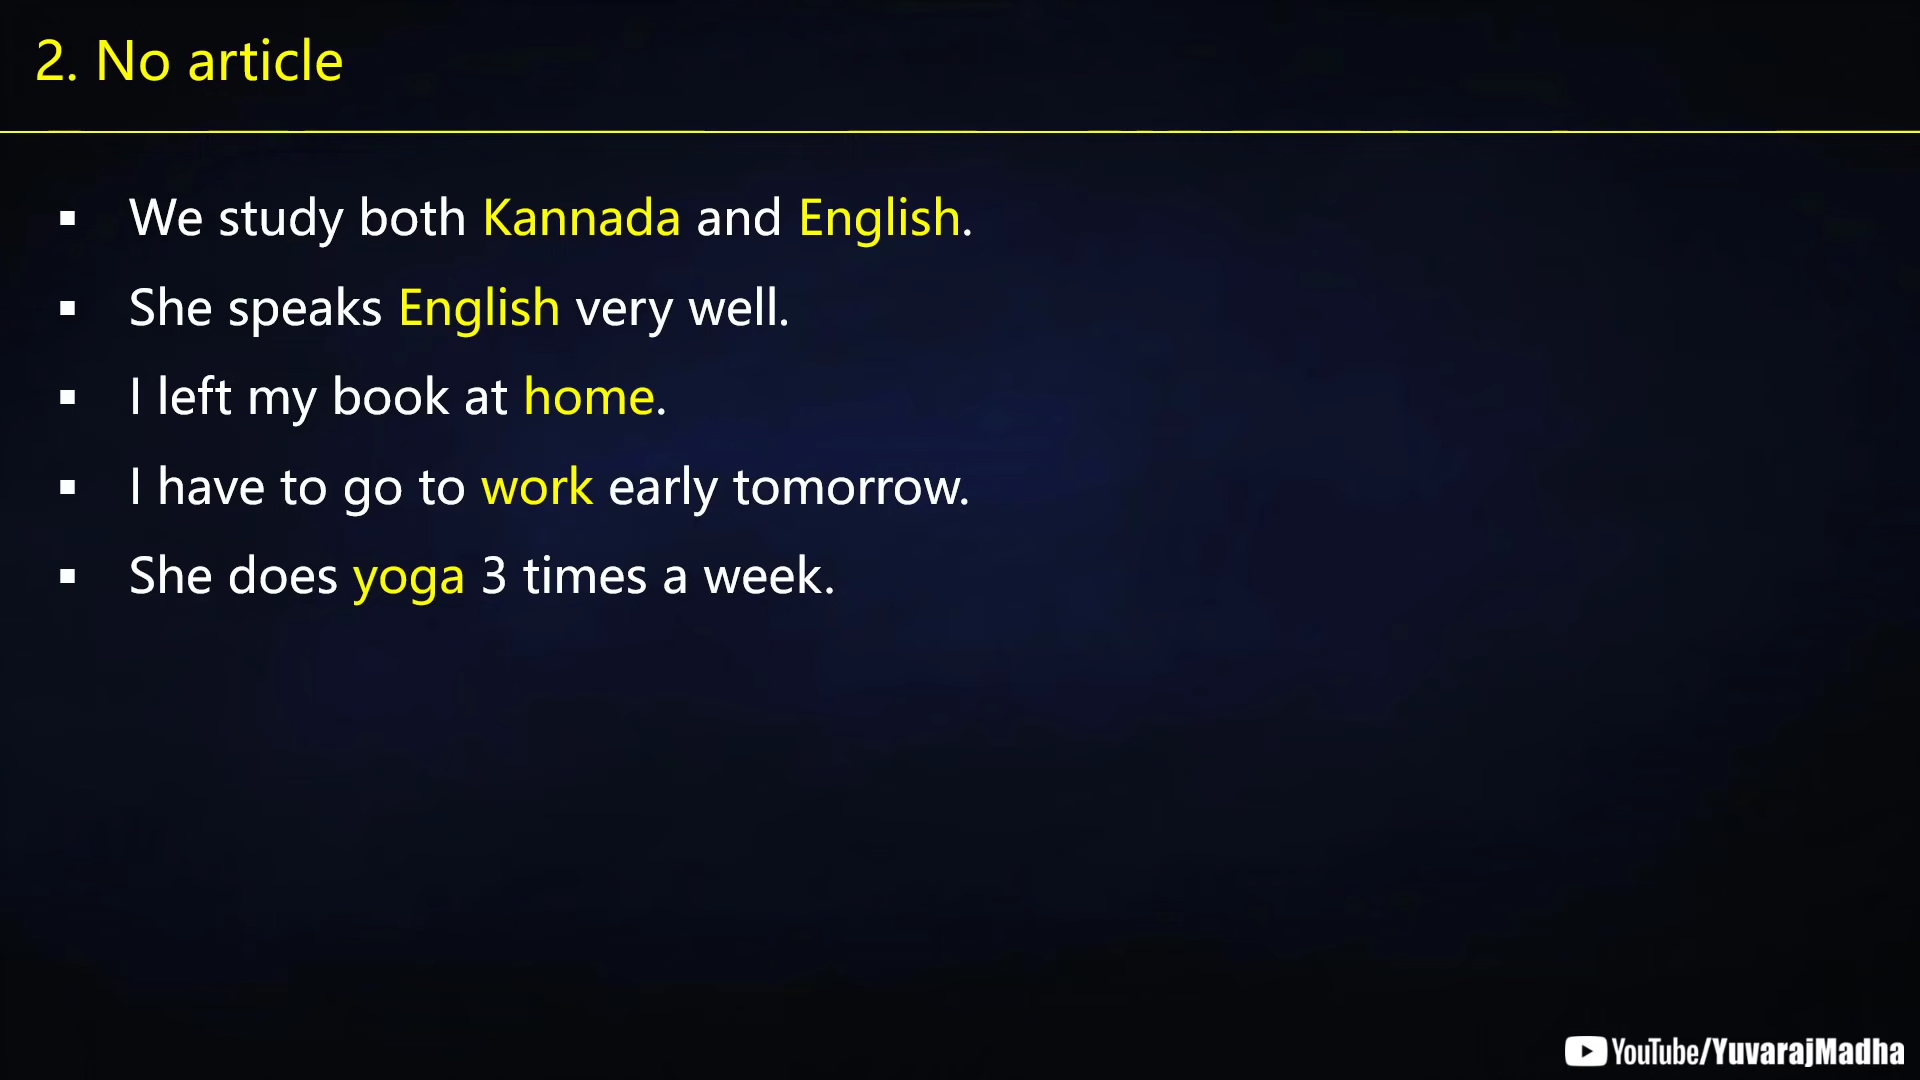 2. No article
▪ We study both Kannada and English.
▪ She speaks English very well.
▪ I left my book at home.
▪ I have to go to work early tomorrow.
▪ She does yoga 3 times a week.
YouTube/YuvarajMadha